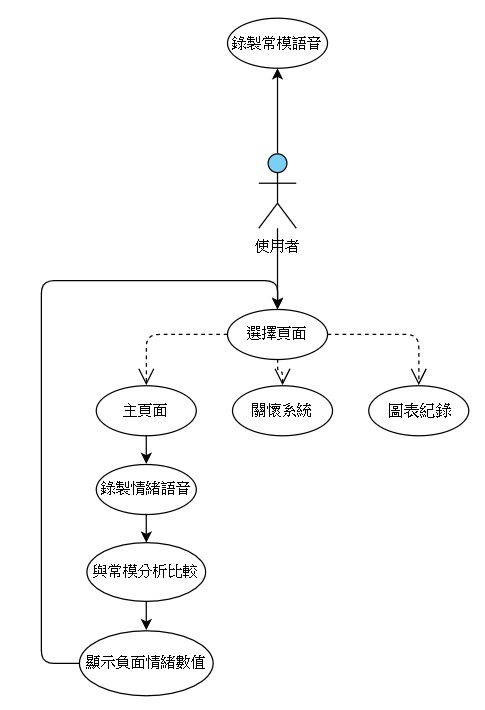 錄製常模語音
使用者
選擇頁面
主頁面
關懷系統
圖表紀錄
錄製情緒語音
與常模分析比較
顯示負面情緒數值